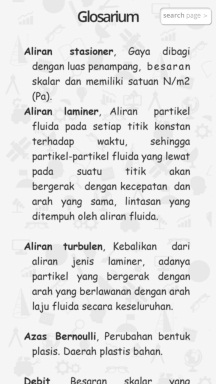 Glosarium
search page >
Aliran stasioner, Gaya dibagi
dengan luas penampang, besaran
skalar dan memiliki satuan N/m2
(Pa).
Aliran laminer, Aliran partikel
fluida pada setiap titik konstan
terhadap waktu, sehingga
partikel-partikel fluida yang lewat
pada suatu titik akan
bergerak dengan kecepatan dan
arah yang sama, lintasan yang
ditempuh oleh aliran fluida.
Aliran turbulen, Kebalikan dari
aliran jenis laminer, adanya
partikel yang bergerak dengan
arah yang berlawanan dengan arah
laju fluida secara keseluruhan.
Azas Bernoulli, Perubahan bentuk
plasis. Daerah plastis bahan.
Debit Besaran skalar yang